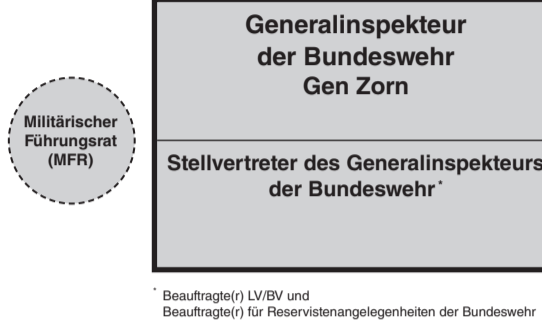 Generalinspekteur
der Bundeswehr
Gen Zorn
Militärischer
Führungsrat
(MFR)
Stellvertreter des Generalinspekteurs
der Bundeswehr*
* Beauftragte(r) LV/BV und
Beauftragte(r) für Reservistenangelegenheiten der Bundeswehr